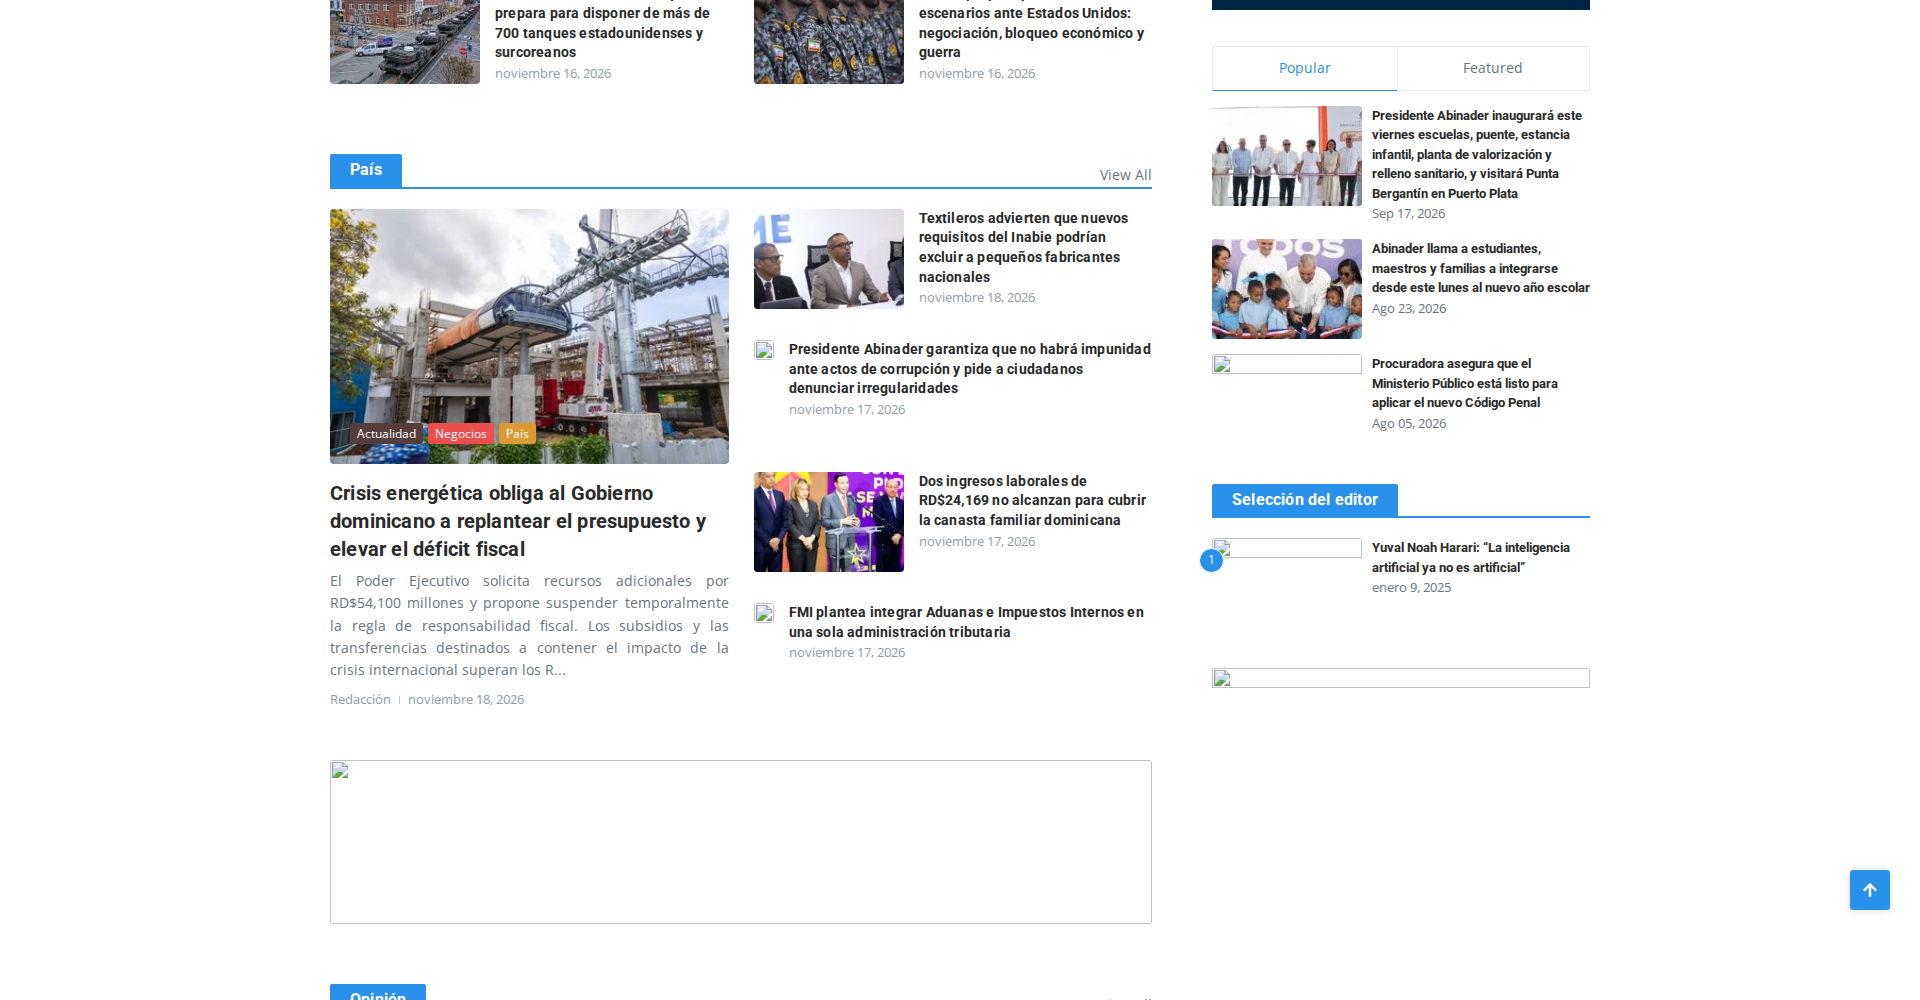 prepara para disponer de más de
700 tanques estadounidenses y
surcoreanos
noviembre 16, 2026
escenarios ante Estados Unidos:
negociación, bloqueo económico y
guerra
noviembre 16, 2026
País
View All
Actualidad
Negocios
País
Crisis energética obliga al Gobierno
dominicano a replantear el presupuesto y
elevar el déficit fiscal
El Poder Ejecutivo solicita recursos adicionales por
RD$54,100 millones y propone suspender temporalmente
la regla de responsabilidad fiscal. Los subsidios y las
transferencias destinados a contener el impacto de la
crisis internacional superan los R...
Redacción
noviembre 18, 2026
Textileros advierten que nuevos
requisitos del Inabie podrían
excluir a pequeños fabricantes
nacionales
noviembre 18, 2026
Presidente Abinader garantiza que no habrá impunidad
ante actos de corrupción y pide a ciudadanos
denunciar irregularidades
noviembre 17, 2026
Dos ingresos laborales de
RD$24,169 no alcanzan para cubrir
la canasta familiar dominicana
noviembre 17, 2026
FMI plantea integrar Aduanas e Impuestos Internos en
una sola administración tributaria
noviembre 17, 2026
Opinión
Popular
Featured
Presidente Abinader inaugurará este
viernes escuelas, puente, estancia
infantil, planta de valorización y
relleno sanitario, y visitará Punta
Bergantín en Puerto Plata
Sep 17, 2026
TODOS
Abinader llama a estudiantes,
maestros y familias a integrarse
desde este lunes al nuevo año escolar
Ago 23, 2026
Procuradora asegura que el
Ministerio Público está listo para
aplicar el nuevo Código Penal
Ago 05, 2026
Selección del editor
1
Yuval Noah Harari: “La inteligencia
artificial ya no es artificial”
enero 9, 2025